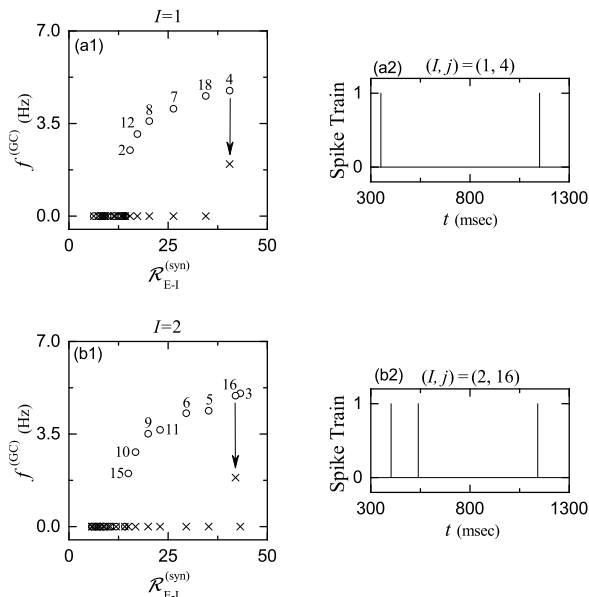 I=1
(a1)
7.0
3.5
0.0
f (GC) (Hz)
2
12
8
7
18
4
0
25
50
R E-I (syn)
(a2)
(I, j) = (1, 4)
Spike Train
1
0
300
800
1300
t (msec)
I=2
(b1)
7.0
3.5
0.0
f (GC) (Hz)
15
10
9
11
6
5
16
3
0
25
50
R E-I (syn)
(b2)
(I, j) = (2, 16)
Spike Train
1
0
300
800
1300
t (msec)